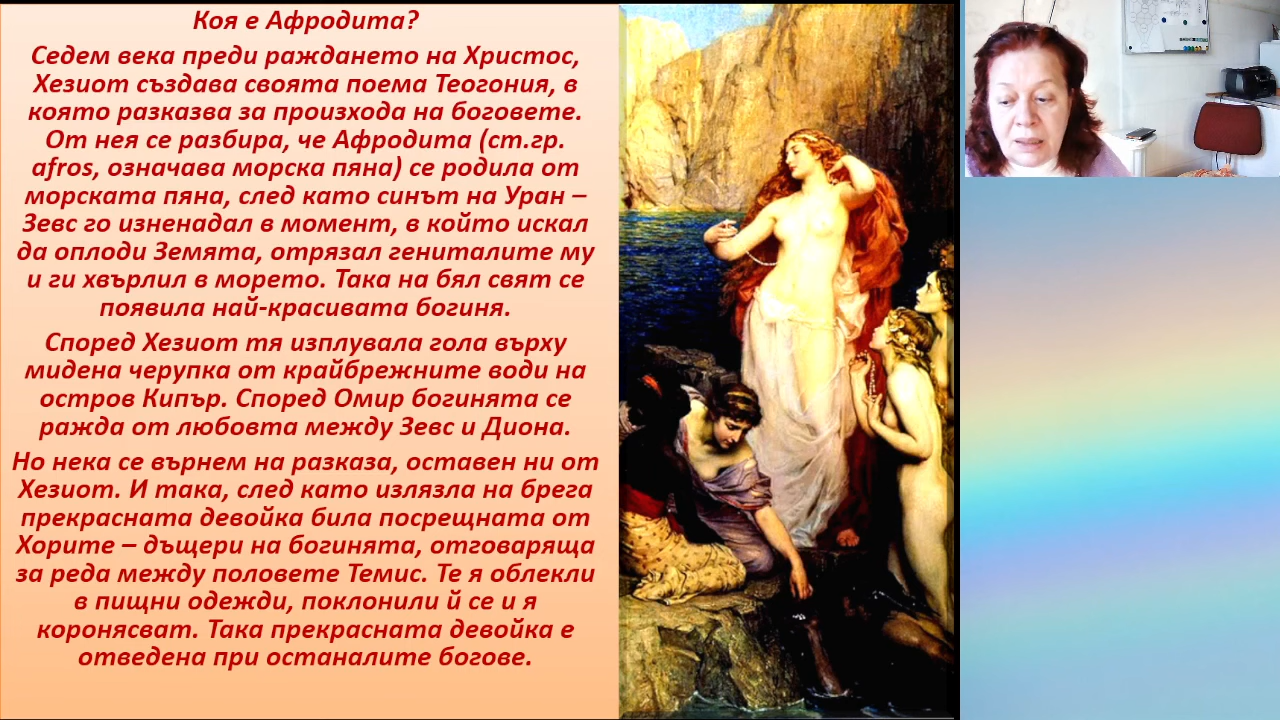 Коя е Афродита?
Седем века преди раждането на Христос,
Хезиот създава своята поема Теогония, в
която разказва за произхода на боговете.
От нея се разбира, че Афродита (ст.гр.
afros, означава морска пяна) се родила от
морската пяна, след като синът на Уран –
Зевс го изненадал в момент, в който искал
да оплоди Земята, отрязал гениталите му
и ги хвърлил в морето. Така на бял свят се
появила най-красивата богиня.
Според Хезиот тя изплувала гола върху
мидена черупка от крайбрежните води на
остров Кипър. Според Омир богинята се
ражда от любовта между Зевс и Диона.
Но нека се върнем на разказа, оставен ни от
Хезиот. И така, след като излязла на брега
прекрасната девойка била посрещната от
Хорите – дъщери на богинята, отговаряща
за реда между половете Темис. Те я облекли
в пищни одежди, поклонили й се и я
коронясват. Така прекрасната девойка е
отведена при останалите богове.